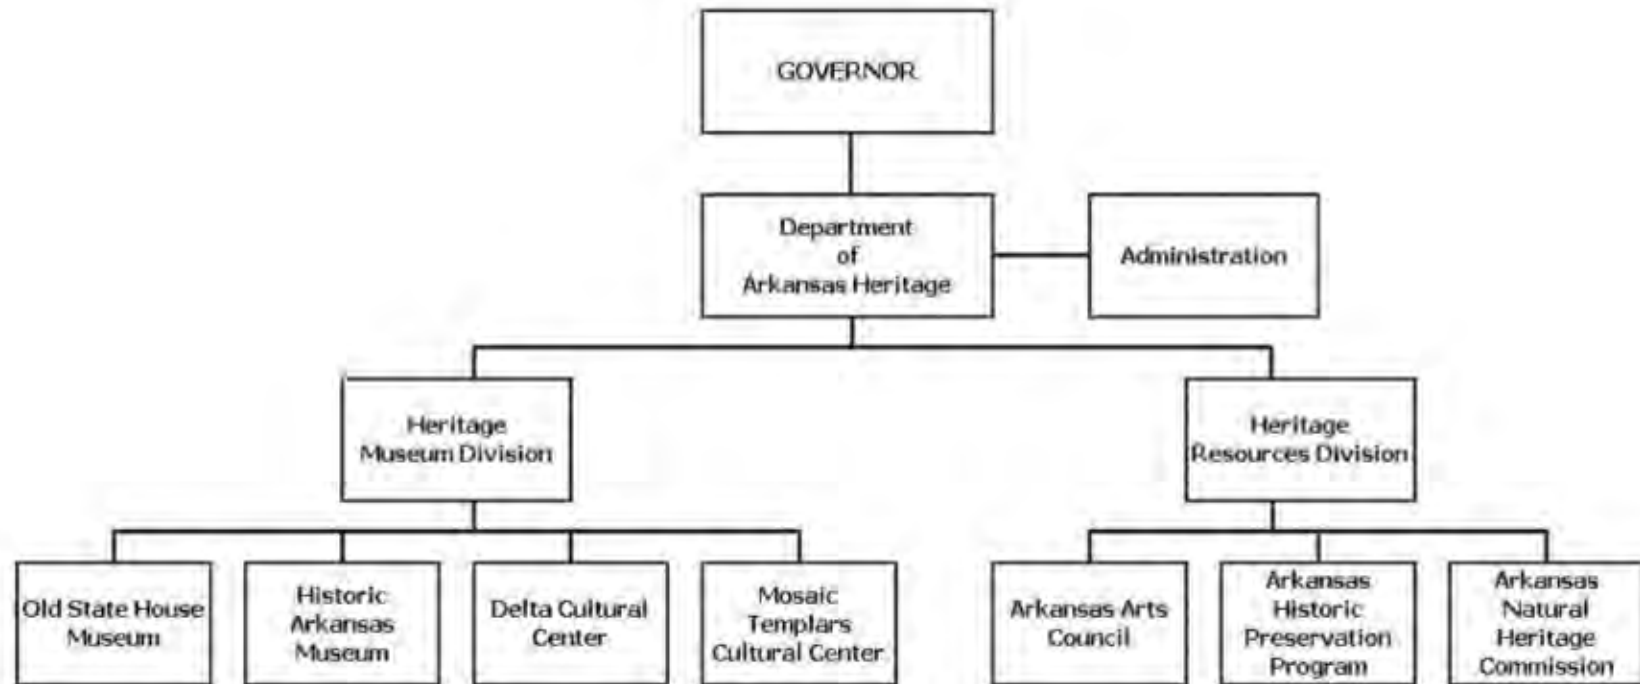 GOVERNOR
Department
of
Arkansas Heritage
Administration
Heritage
Museum Division
Heritage
Resources Division
Old State House
Museum
Historic
Arkansas
Museum
Delta Cultural
Center
Mosaic
Templars
Cultural Center
Arkansas Arts
Council
Arkansas
Historic
Preservation
Program
Arkansas
Natural
Heritage
Commission